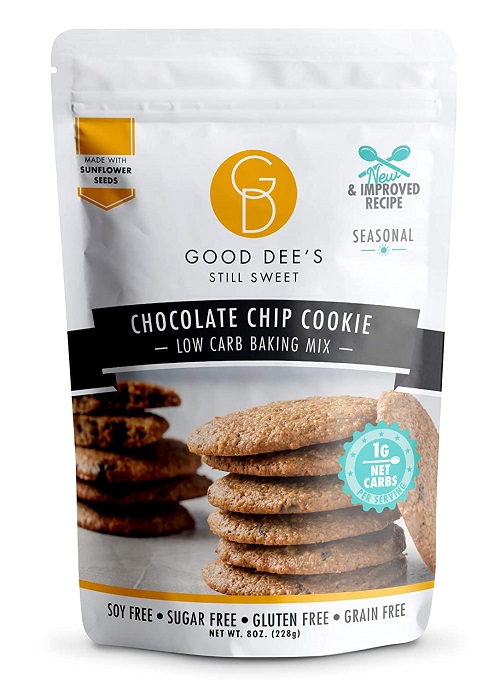 MADE WITH
SUNFLOWER
SEEDS
GD
GOOD DEE'S
STILL SWEET
New
& IMPROVED
RECIPE
SEASONAL
CHOCOLATE CHIP COOKIE
— LOW CARB BAKING MIX —
1G
NET
CARBS
PER SERVING
SOY FREE • SUGAR FREE • GLUTEN FREE • GRAIN FREE
NET WT. 8OZ. (228g)